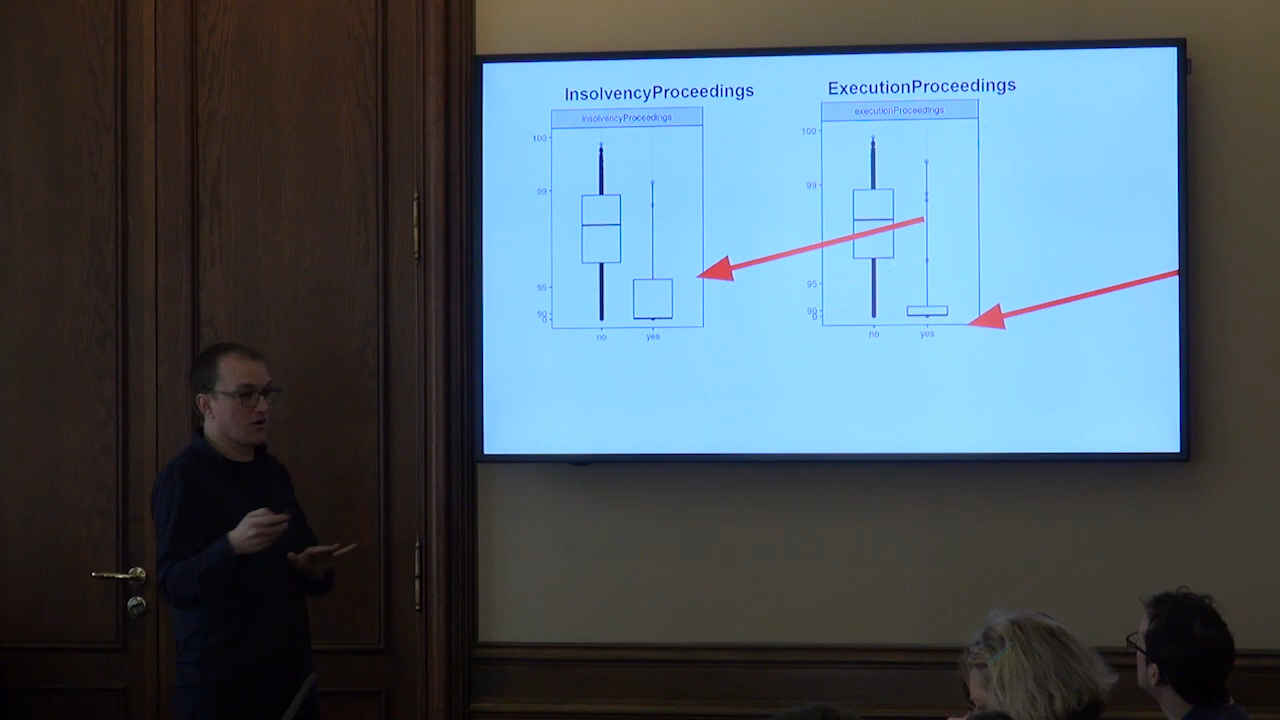 InsolvencyProceedings
insolvencyProceedings
100
99
95
90
0
no yes
ExecutionProceedings
executionProceedings
100
99
95
90
0
no yes